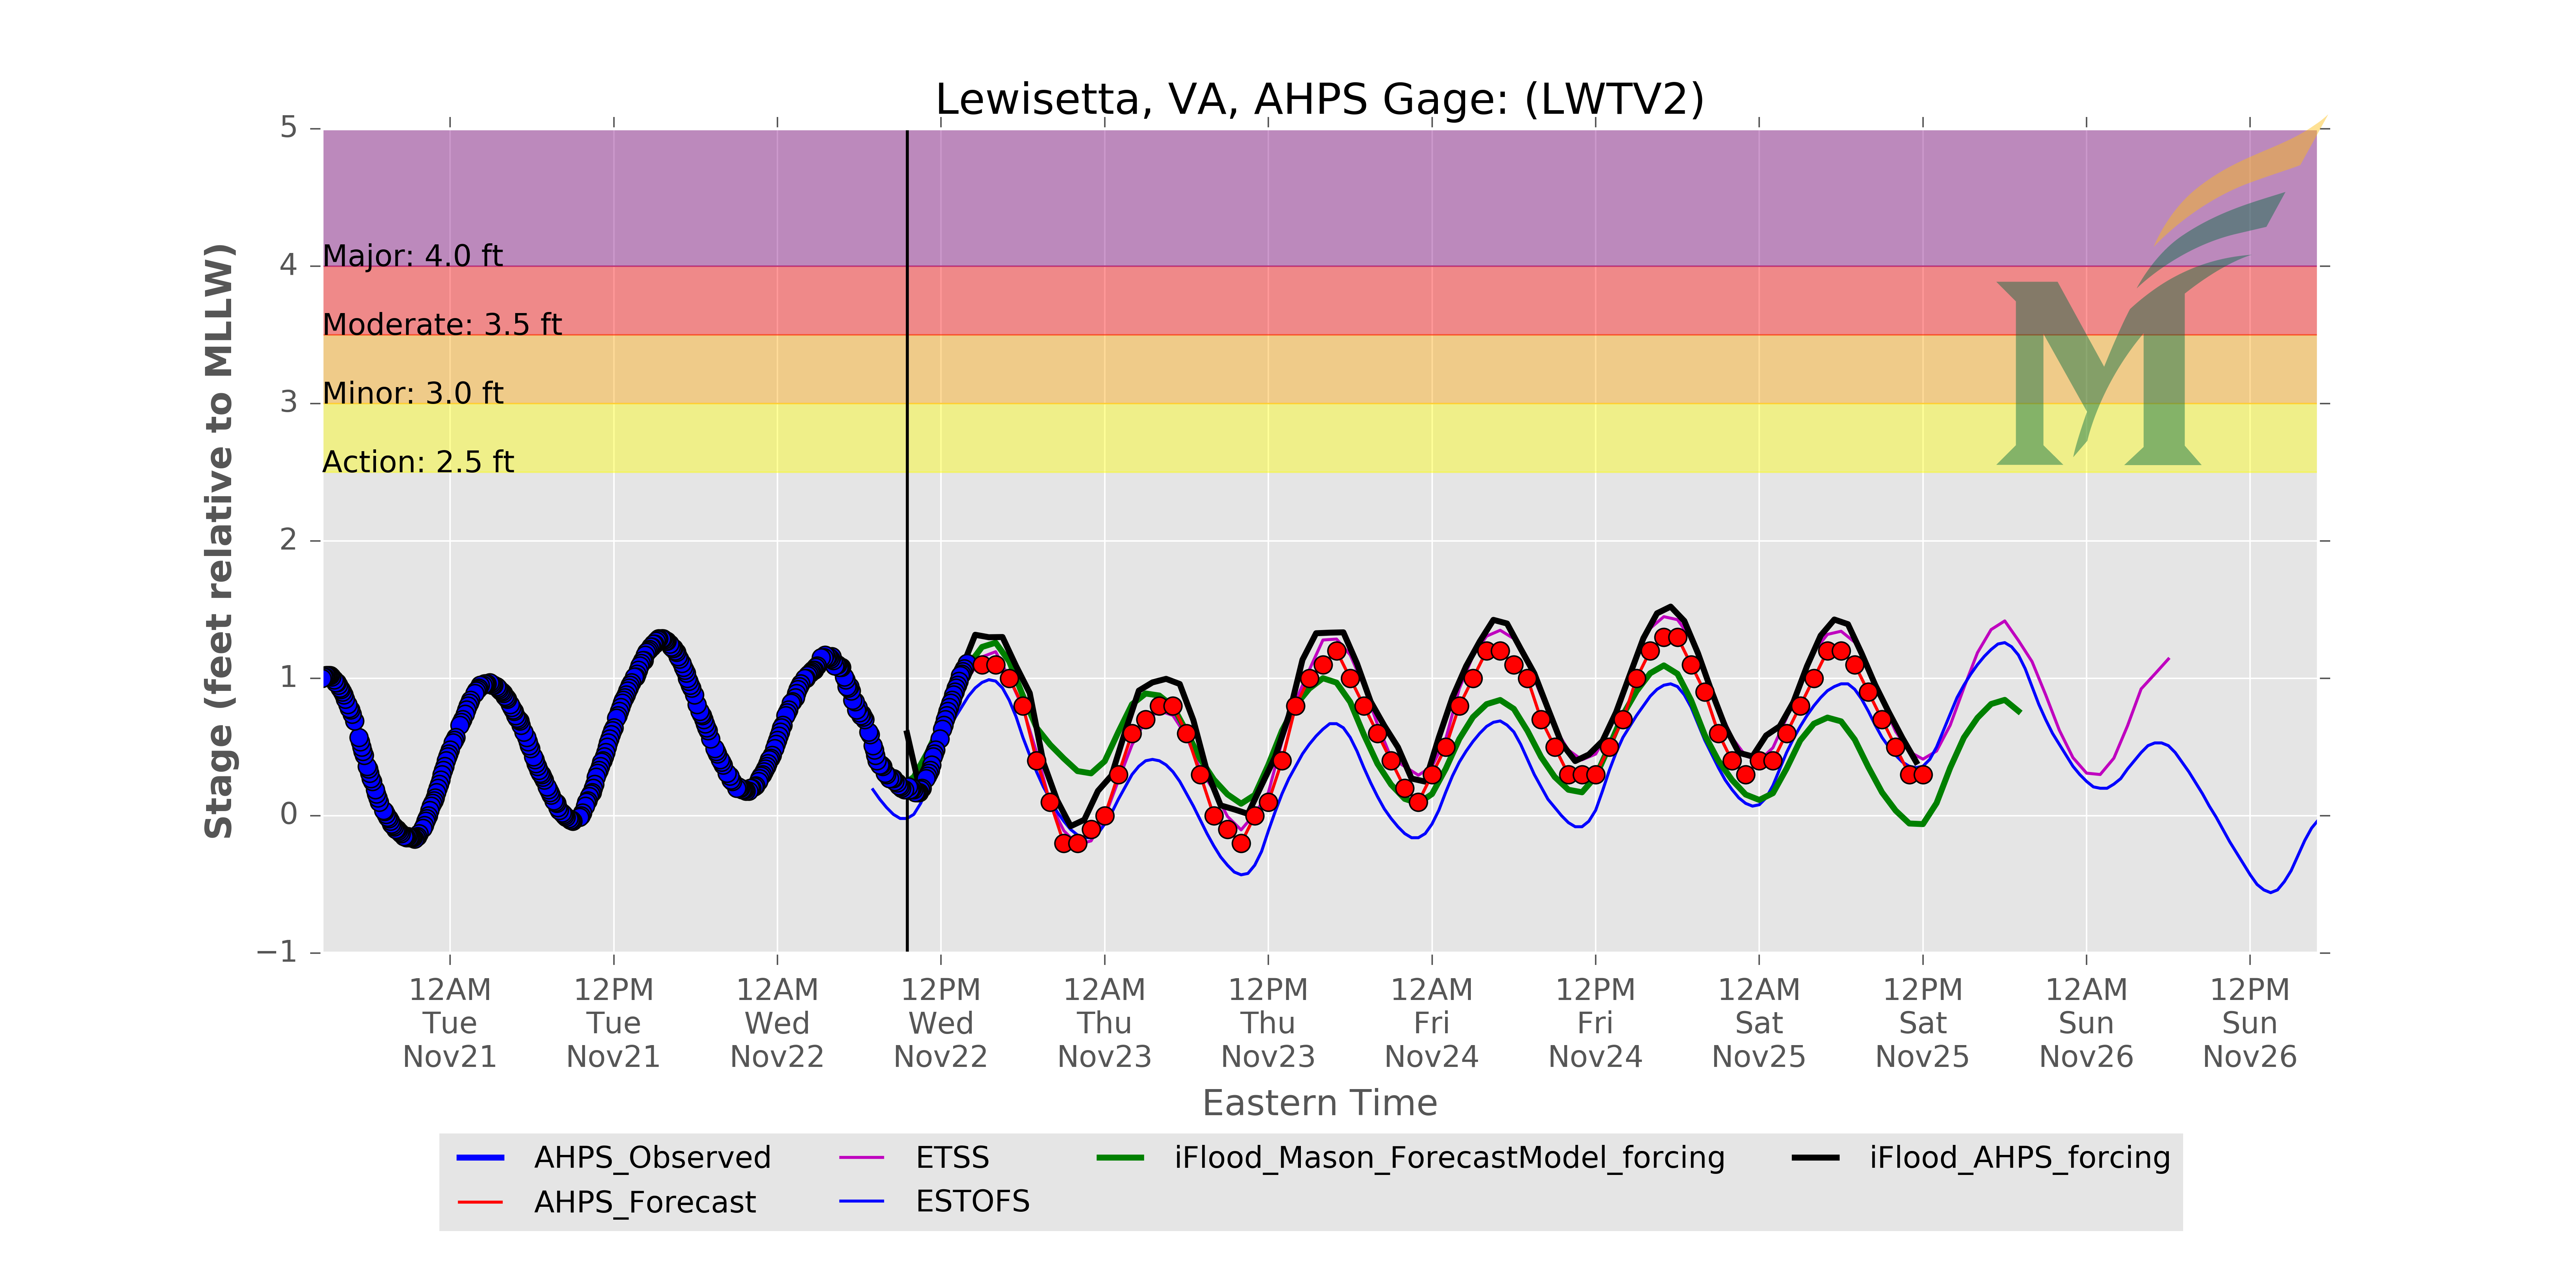 Lewisetta, VA, AHPS Gage: (LWTV2)
Stage (feet relative to MLLW)
5
4
3
2
1
0
−1
Major: 4.0 ft
Moderate: 3.5 ft
Minor: 3.0 ft
Action: 2.5 ft
12AM 12PM 12AM 12PM 12AM 12PM 12AM 12PM 12AM 12PM 12AM 12PM
Tue Tue Wed Wed Thu Thu Fri Fri Sat Sat Sun Sun
Nov21 Nov21 Nov22 Nov22 Nov23 Nov23 Nov24 Nov24 Nov25 Nov25 Nov26 Nov26
Eastern Time
AHPS_Observed ETSS iFlood_Mason_ForecastModel_forcing iFlood_AHPS_forcing
AHPS_Forecast ESTOFS
M